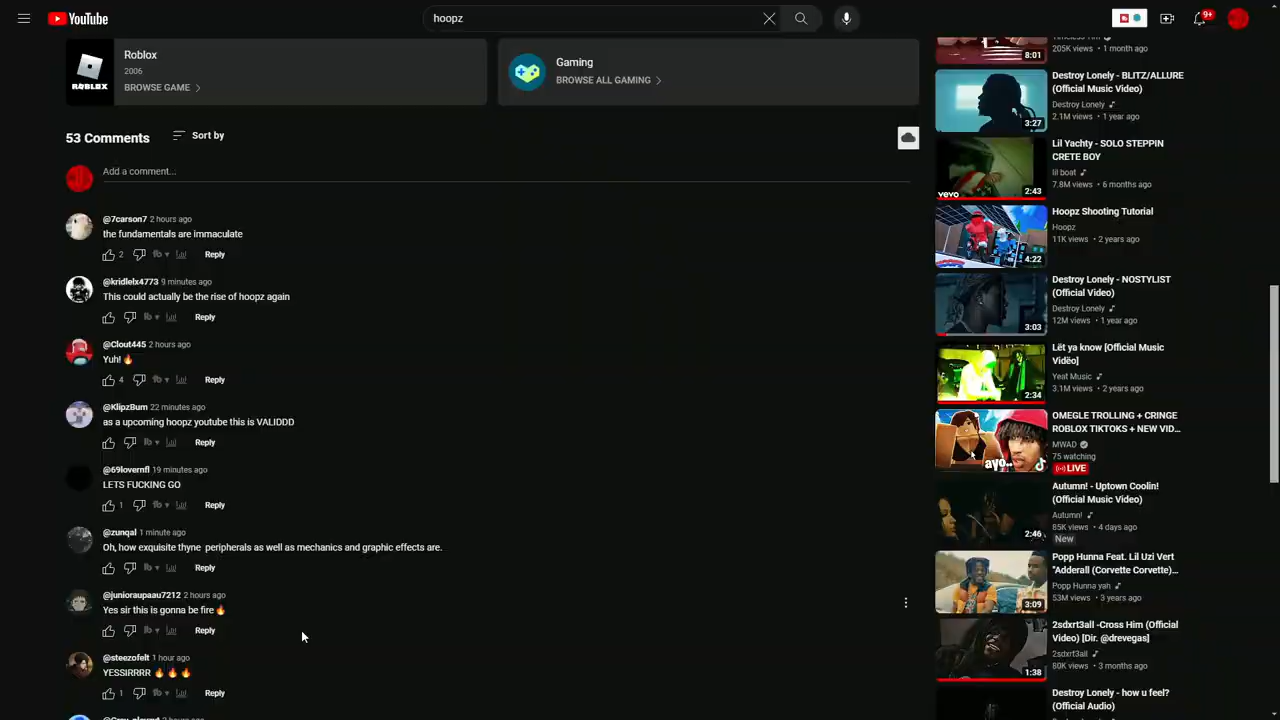 YouTube
hoopz
9+
Roblox
2006
BROWSE GAME
ROBLOX
Gaming
BROWSE ALL GAMING
53 Comments
Sort by
Add a comment...
@7carson7 2 hours ago
the fundamentals are immaculate
2
Reply
@kridlelx4773 9 minutes ago
This could actually be the rise of hoopz again
Reply
@Clout445 2 hours ago
Yuh! 🔥
4
Reply
@KlipzBum 22 minutes ago
as a upcoming hoopz youtube this is VALIDDD
Reply
@69lovernfl 19 minutes ago
LETS FUCKING GO
1
Reply
@zunqal 1 minute ago
Oh, how exquisite thyne peripherals as well as mechanics and graphic effects are.
Reply
@junioraupaau7212 2 hours ago
Yes sir this is gonna be fire 🔥
Reply
@steezofelt 1 hour ago
YESSIRRRR 🔥🔥🔥
1
Reply
8:01
205K views • 1 month ago
3:27
Destroy Lonely - BLITZ/ALLURE
(Official Music Video)
Destroy Lonely
2.1M views • 1 year ago
vevo
2:43
Lil Yachty - SOLO STEPPIN
CRETE BOY
lil boat
7.8M views • 6 months ago
4:22
Hoopz Shooting Tutorial
Hoopz
11K views • 2 years ago
3:03
Destroy Lonely - NOSTYLIST
(Official Video)
Destroy Lonely
12M views • 1 year ago
2:34
Lët ya know [Official Music
Vidëo]
Yeat Music
3.1M views • 2 years ago
ayo..
OMEGLE TROLLING + CRINGE
ROBLOX TIKTOKS + NEW VID...
MWAD
75 watching
LIVE
2:46
Autumn! - Uptown Coolin!
(Official Music Video)
Autumn!
85K views • 4 days ago
New
3:09
Popp Hunna Feat. Lil Uzi Vert
"Adderall (Corvette Corvette)...
Popp Hunna yah
53M views • 3 years ago
1:38
2sdxrt3all -Cross Him (Official
Video) [Dir. @drevegas]
2sdxrt3all
80K views • 3 months ago
Destroy Lonely - how u feel?
(Official Audio)